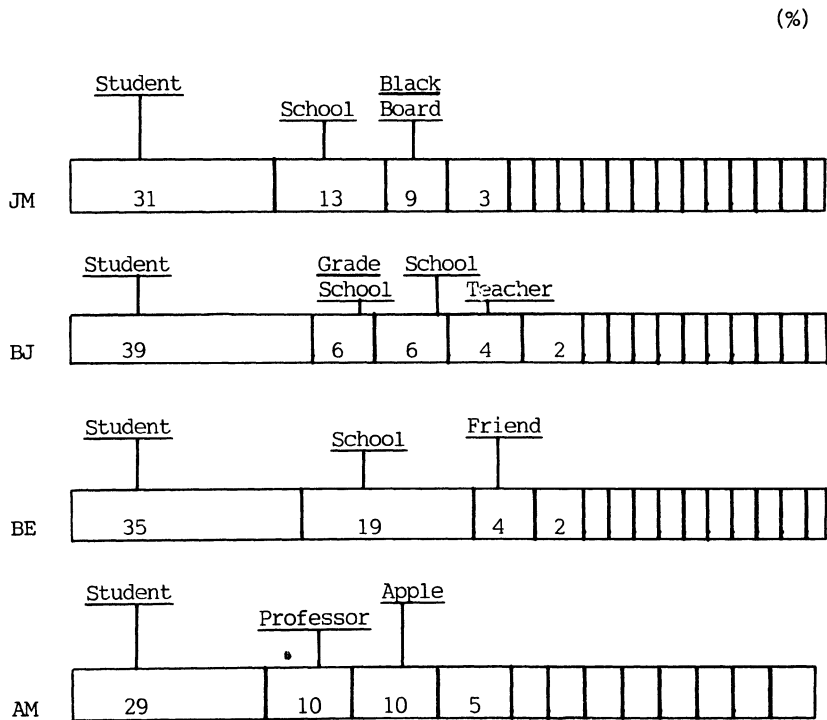 (%)
Student
Black
School Board
JM 31 13 9 3
Student Grade School
School Teacher
BJ 39 6 6 4 2
Student Friend
School
BE 35 19 4 2
Student Apple
Professor
AM 29 10 10 5